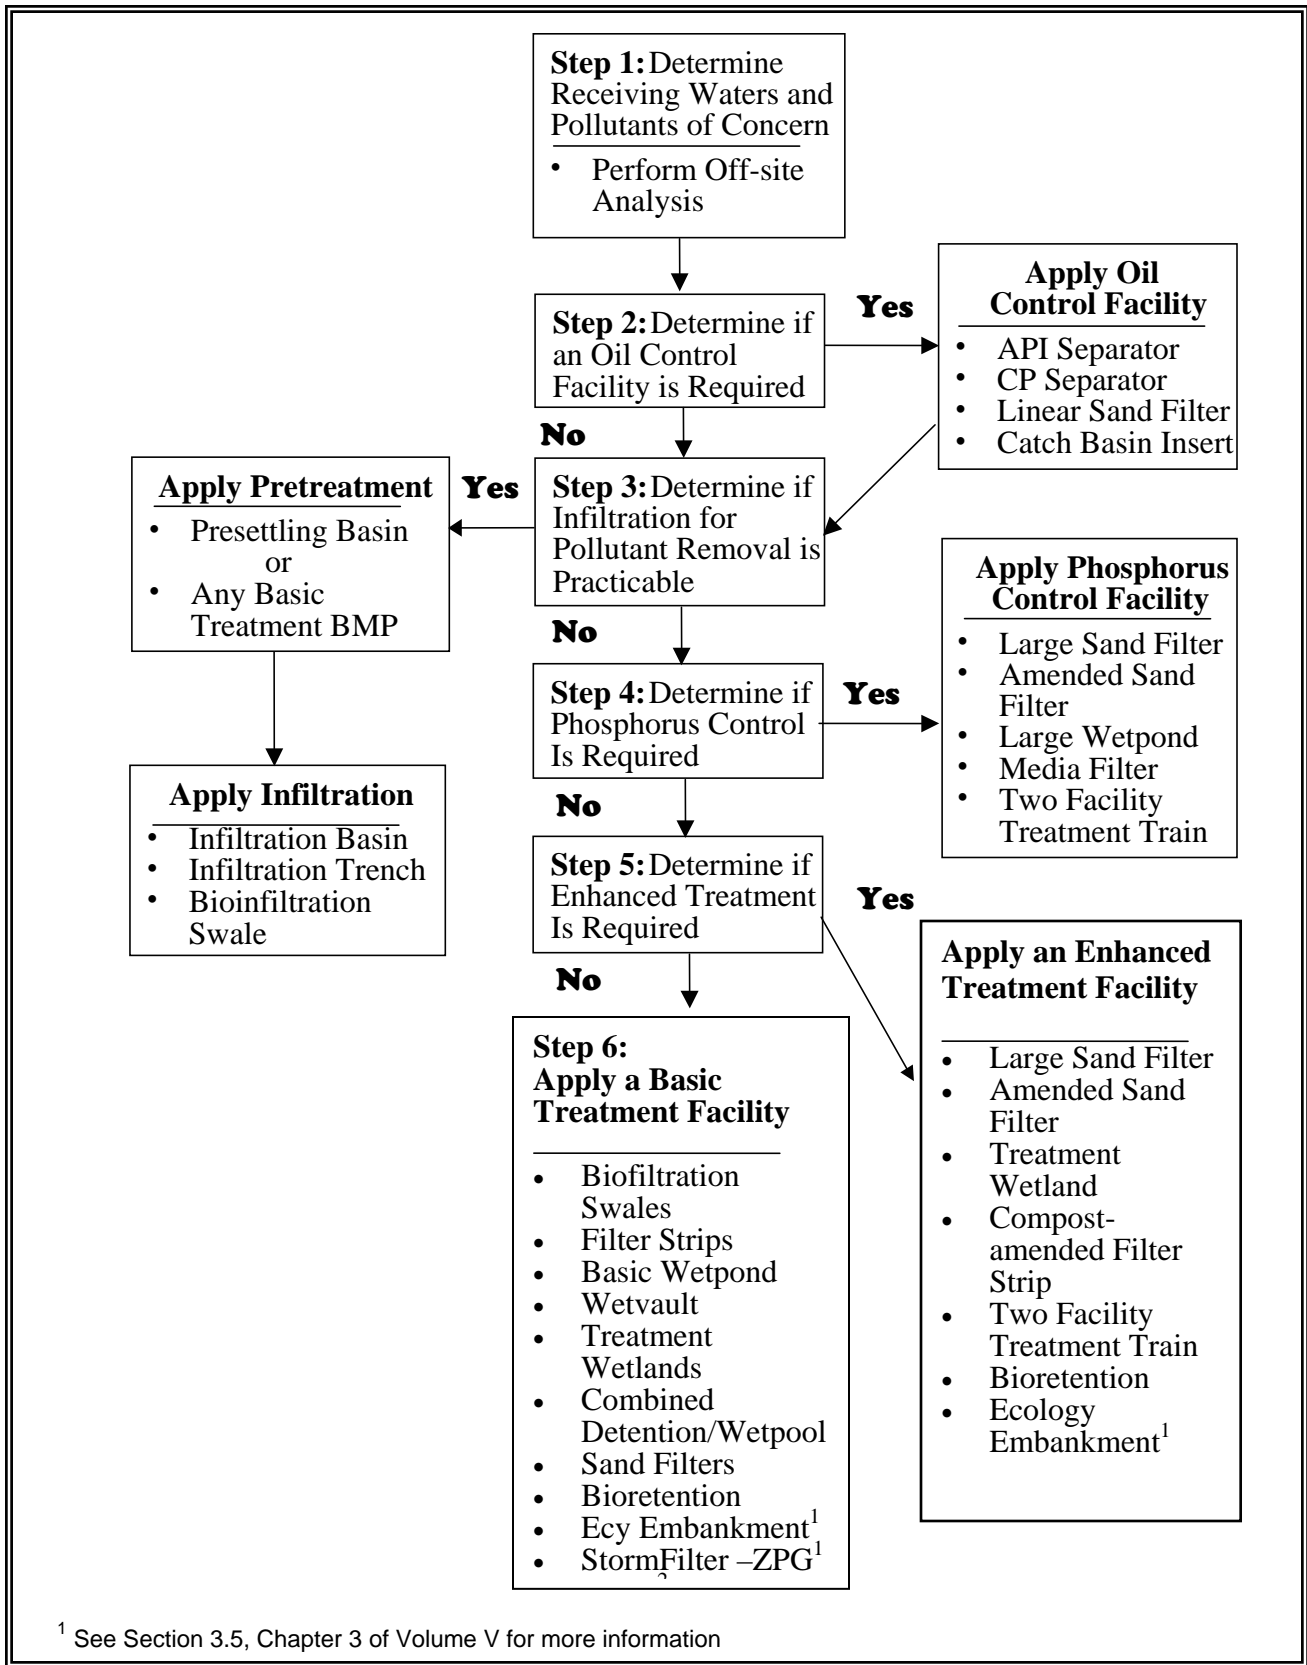 Step 1: Determine
Receiving Waters and
Pollutants of Concern
• Perform Off-site
Analysis
Step 2: Determine if
an Oil Control
Facility is Required
Yes
Apply Oil
Control Facility
• API Separator
• CP Separator
• Linear Sand Filter
• Catch Basin Insert
No
Step 3: Determine if
Infiltration for
Pollutant Removal is
Practicable
Yes
Apply Pretreatment
• Presettling Basin
or
• Any Basic
Treatment BMP
Apply Infiltration
• Infiltration Basin
• Infiltration Trench
• Bioinfiltration
Swale
No
Step 4: Determine if
Phosphorus Control
Is Required
Yes
Apply Phosphorus
Control Facility
• Large Sand Filter
• Amended Sand
Filter
• Large Wetpond
• Media Filter
• Two Facility
Treatment Train
No
Step 5: Determine if
Enhanced Treatment
Is Required
Yes
Apply an Enhanced
Treatment Facility
• Large Sand Filter
• Amended Sand
Filter
• Treatment
Wetland
• Compost-
amended Filter
Strip
• Two Facility
Treatment Train
• Bioretention
• Ecology
Embankment¹
No
Step 6:
Apply a Basic
Treatment Facility
• Biofiltration
Swales
• Filter Strips
• Basic Wetpond
• Wetvault
• Treatment
Wetlands
• Combined
Detention/Wetpool
• Sand Filters
• Bioretention
• Ecy Embankment¹
• StormFilter –ZPG¹
¹ See Section 3.5, Chapter 3 of Volume V for more information